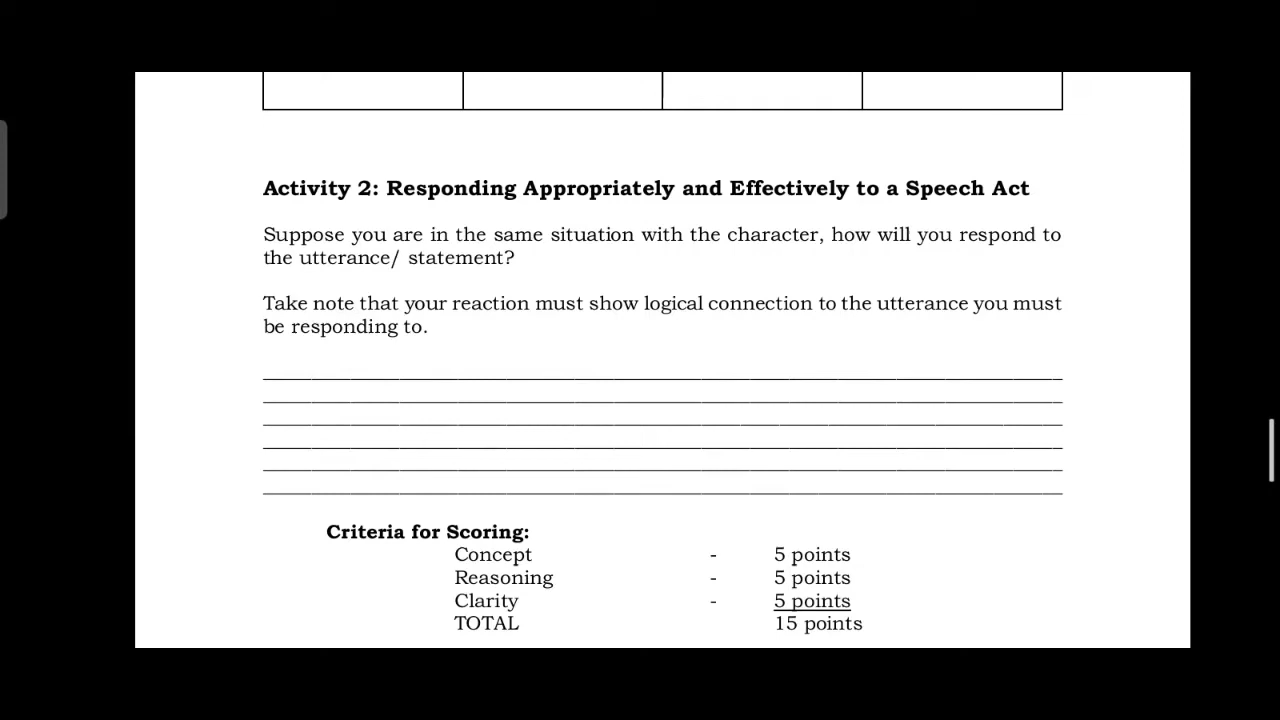 Activity 2: Responding Appropriately and Effectively to a Speech Act
Suppose you are in the same situation with the character, how will you respond to
the utterance/ statement?
Take note that your reaction must show logical connection to the utterance you must
be responding to.
Criteria for Scoring:
Concept - 5 points
Reasoning - 5 points
Clarity - 5 points
TOTAL 15 points